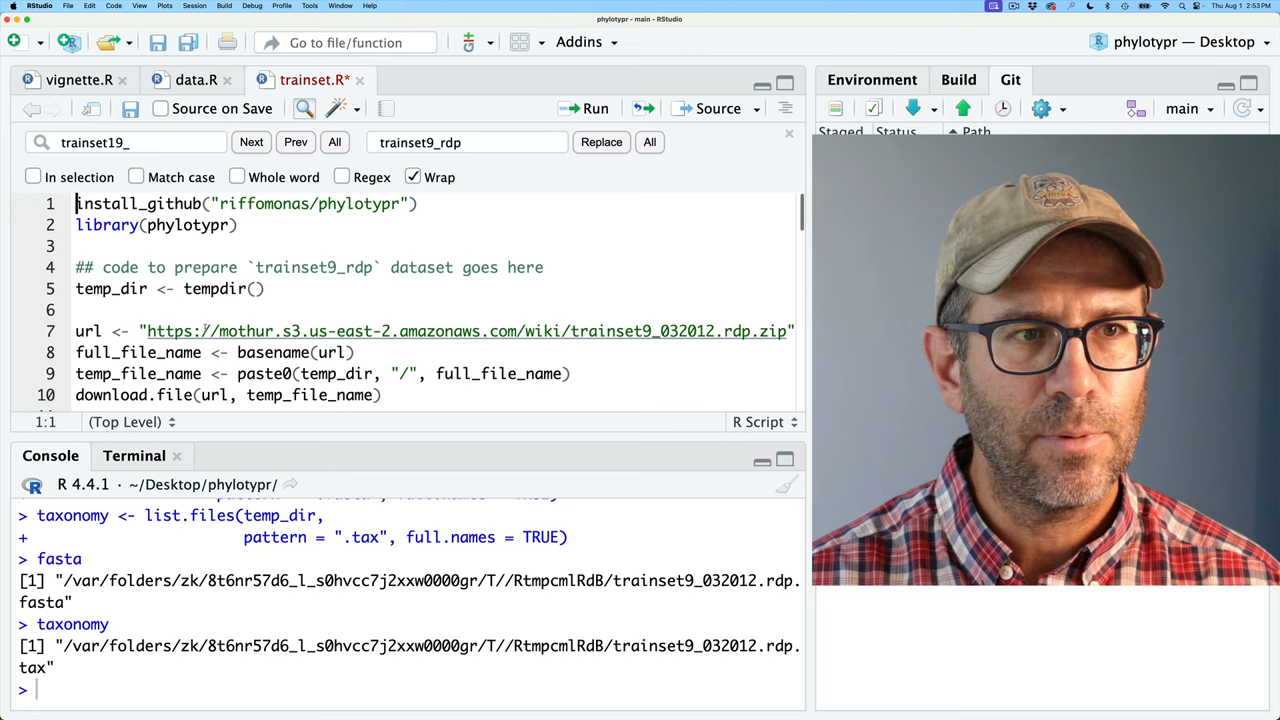 RStudio File Edit Code View Plots Session Build Debug Profile Tools Window Help Thu Aug 1 2:53 PM
phylotypr - main - RStudio
Go to file/function Addins phylotypr — Desktop
vignette.R data.R trainset.R*
Source on Save Run Source
trainset19_ Next Prev All trainset9_rdp Replace All
In selection Match case Whole word Regex Wrap
1 install_github("riffomonas/phylotypr")
2 library(phylotypr)
3
4 ## code to prepare `trainset9_rdp` dataset goes here
5 temp_dir <- tempdir()
6
7 url <- "https://mothur.s3.us-east-2.amazonaws.com/wiki/trainset9_032012.rdp.zip"
8 full_file_name <- basename(url)
9 temp_file_name <- paste0(temp_dir, "/", full_file_name)
10 download.file(url, temp_file_name)
1:1 (Top Level) R Script
Console Terminal
R 4.4.1 · ~/Desktop/phylotypr/
> taxonomy <- list.files(temp_dir,
+ pattern = ".tax", full.names = TRUE)
> fasta
[1] "/var/folders/zk/8t6nr57d6_l_s0hvcc7j2xxw0000gr/T//RtmpcmlRdB/trainset9_032012.rdp.
fasta"
> taxonomy
[1] "/var/folders/zk/8t6nr57d6_l_s0hvcc7j2xxw0000gr/T//RtmpcmlRdB/trainset9_032012.rdp.
tax"
>
Environment Build Git
main
Staged Status Path